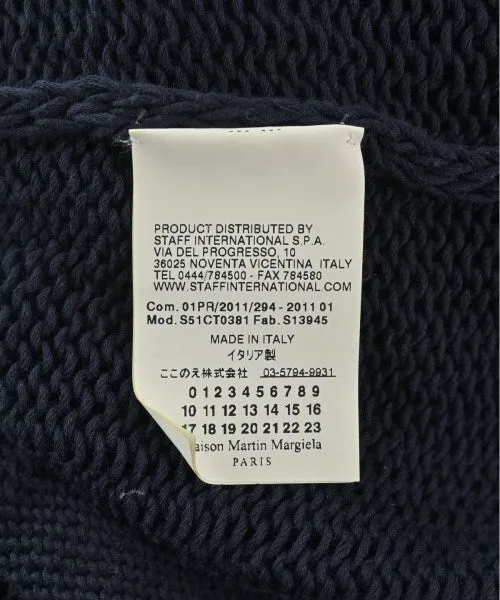 PRODUCT DISTRIBUTED BY
STAFF INTERNATIONAL S.P.A.
VIA DEL PROGRESSO, 10
36025 NOVENTA VICENTINA ITALY
TEL 0444/784500 - FAX 784580
www.STAFFINTERNATIONAL.COM
Com. 01PR/2011/294 - 2011 01
Mod. S51CT0381 Fab. S13945
MADE IN ITALY
イタリア製
ここのえ株式会社 03-5794-9931
0 1 2 3 4 5 6 7 8 9
10 11 12 13 14 15 16
17 18 19 20 21 22 23
aison Martin Margiela
PARIS